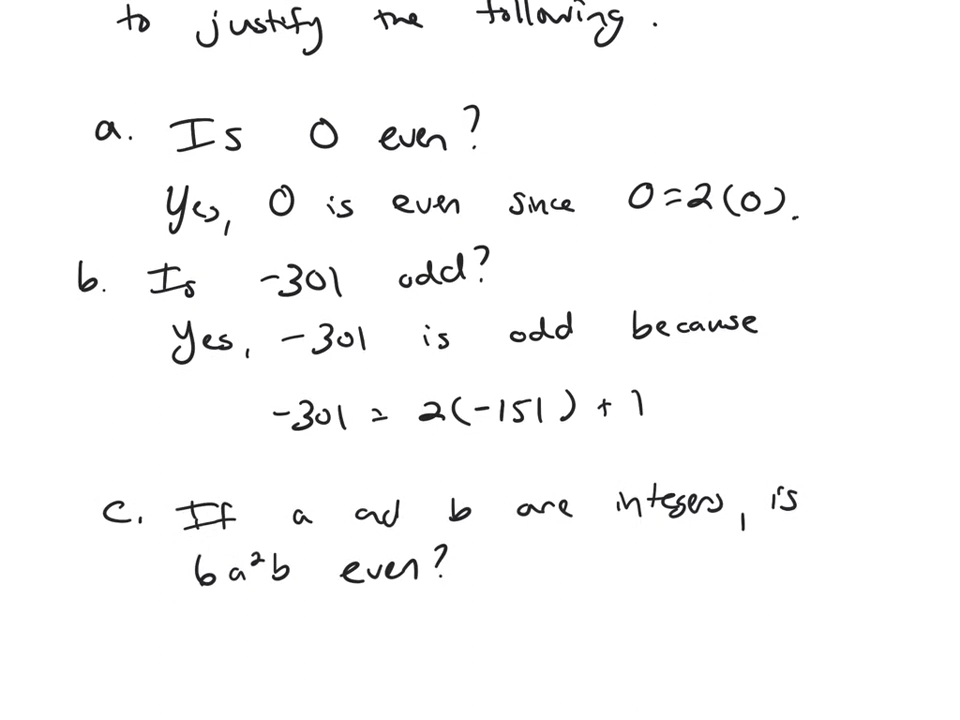 to justify the following.
a. Is 0 even?
Yes, 0 is even since 0=2(0).
b. Is -301 odd?
Yes, -301 is odd because
-301 = 2(-151) + 1
c. If a ad b are integers, is
6a²b even?